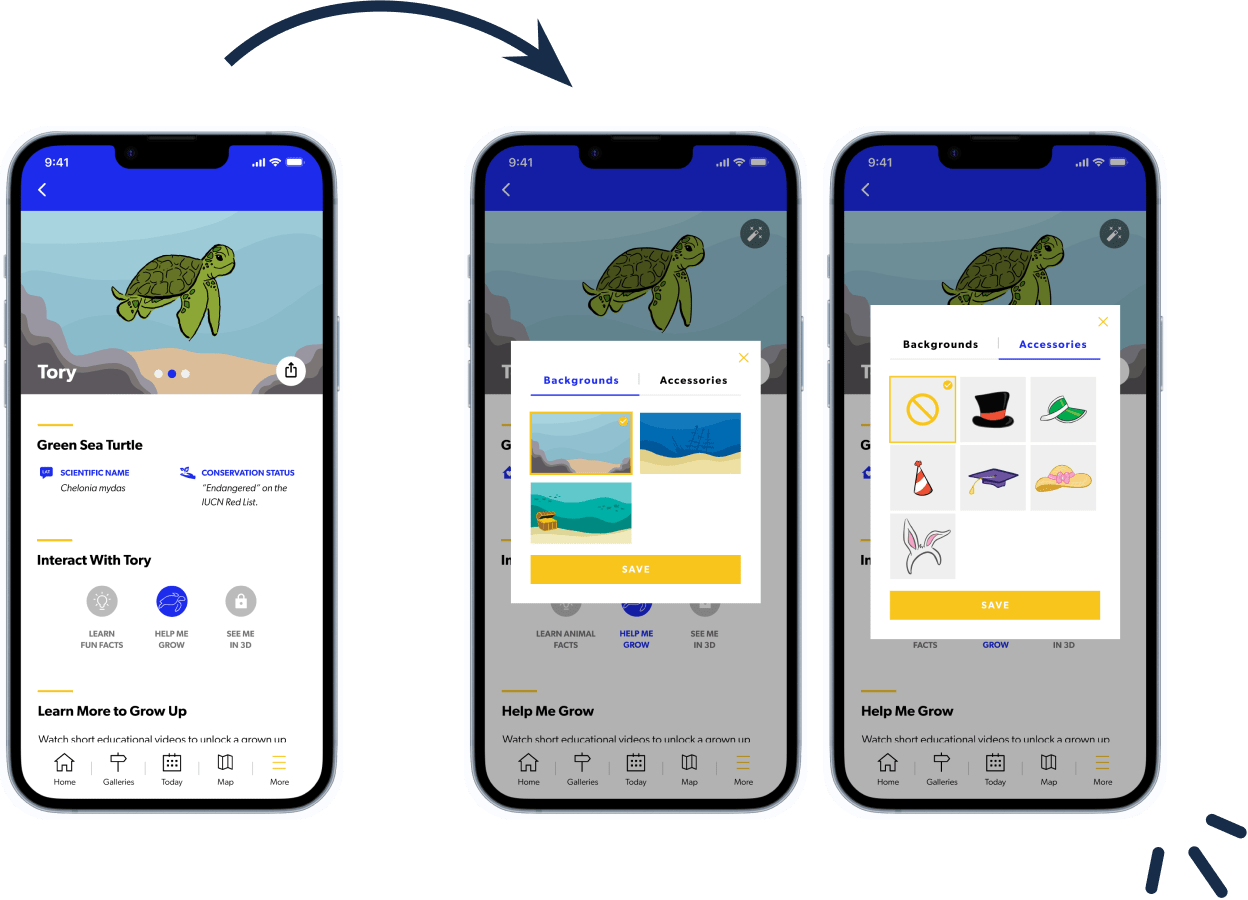 9:41
Tory
Green Sea Turtle
LAT
SCIENTIFIC NAME
Chelonia mydas
CONSERVATION STATUS
“Endangered” on the
IUCN Red List.
Interact With Tory
LEARN
FUN FACTS
HELP ME
GROW
SEE ME
IN 3D
Learn More to Grow Up
Watch short educational videos to unlock a grown up
Home
Galleries
Today
Map
More
9:41
T
Backgrounds
Accessories
G
SAVE
In
LEARN ANIMAL
FACTS
HELP ME
GROW
SEE ME
IN 3D
Help Me Grow
Watch short educational videos to unlock a grown up
Home
Galleries
Today
Map
More
9:41
Backgrounds
Accessories
T
G
In
SAVE
FACTS
GROW
IN 3D
Help Me Grow
Watch short educational videos to unlock a grown up
Home
Galleries
Today
Map
More